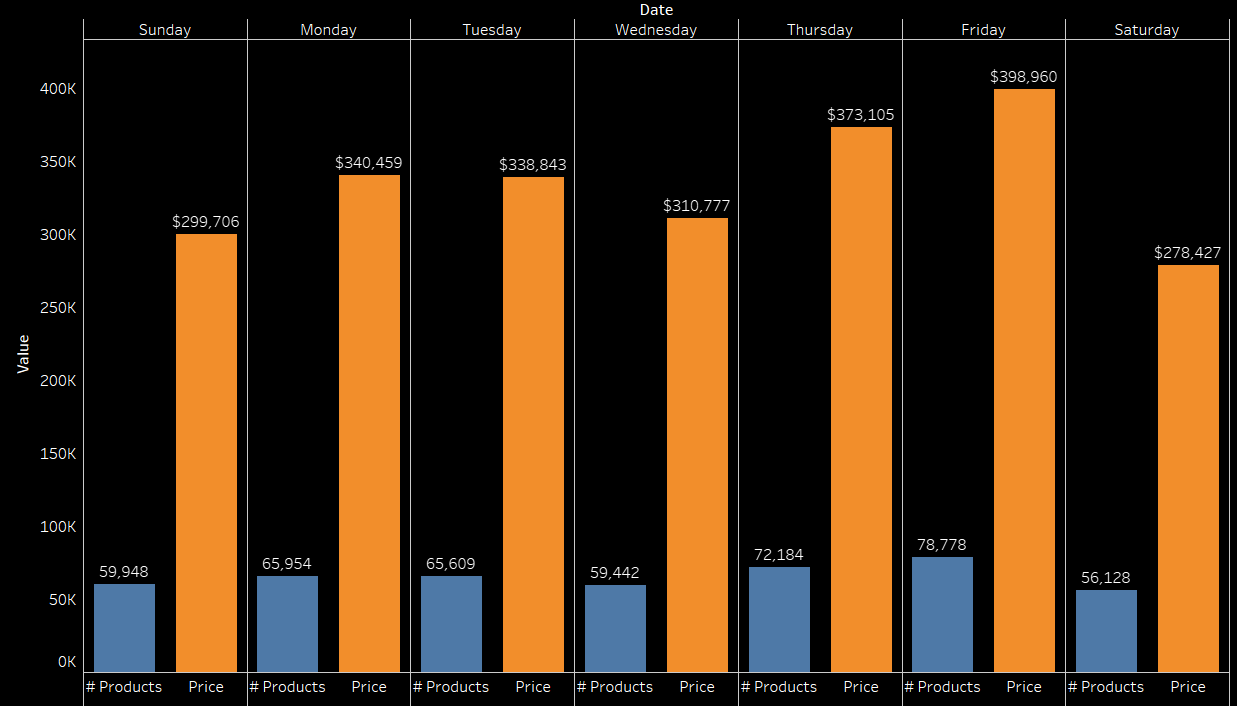 Date
Sunday Monday Tuesday Wednesday Thursday Friday Saturday
$398,960
400K
$373,105
350K
$340,459
$338,843
$310,777
$299,706
300K
$278,427
250K
Value
200K
150K
100K
78,778
72,184
65,954
65,609
59,948
59,442
56,128
50K
0K
# Products Price # Products Price # Products Price # Products Price # Products Price # Products Price # Products Price